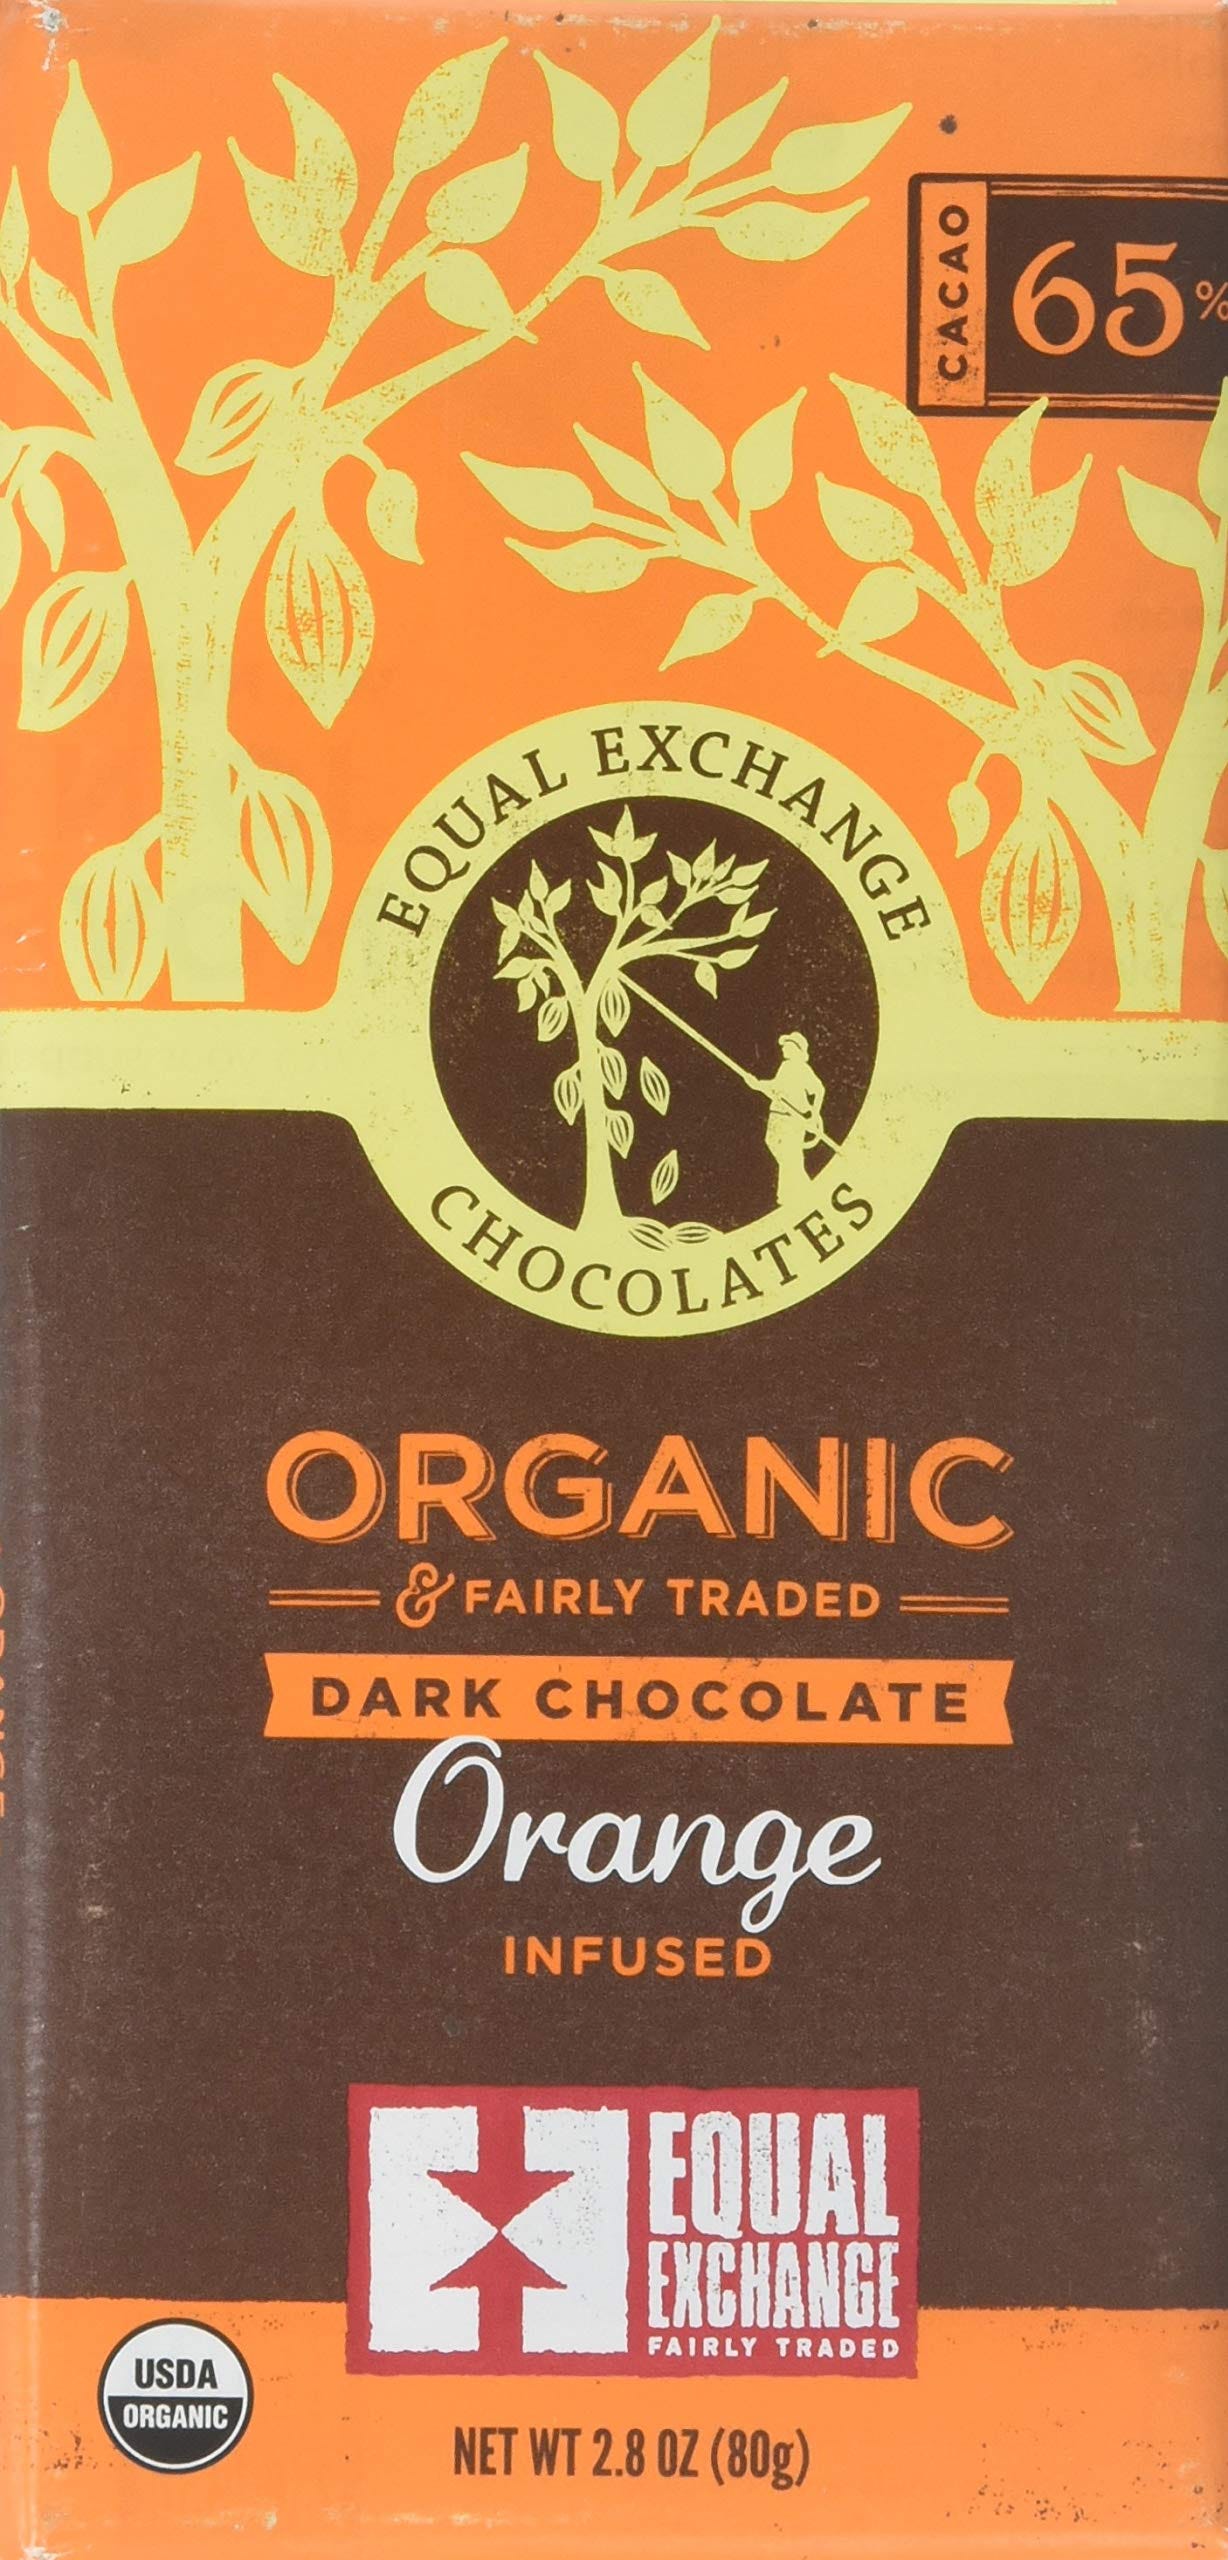 CACAO
65%
EQUAL EXCHANGE
CHOCOLATES
ORGANIC
& FAIRLY TRADED
DARK CHOCOLATE
Orange
INFUSED
EQUAL
EXCHANGE
FAIRLY TRADED
USDA
ORGANIC
NET WT 2.8 OZ (80g)